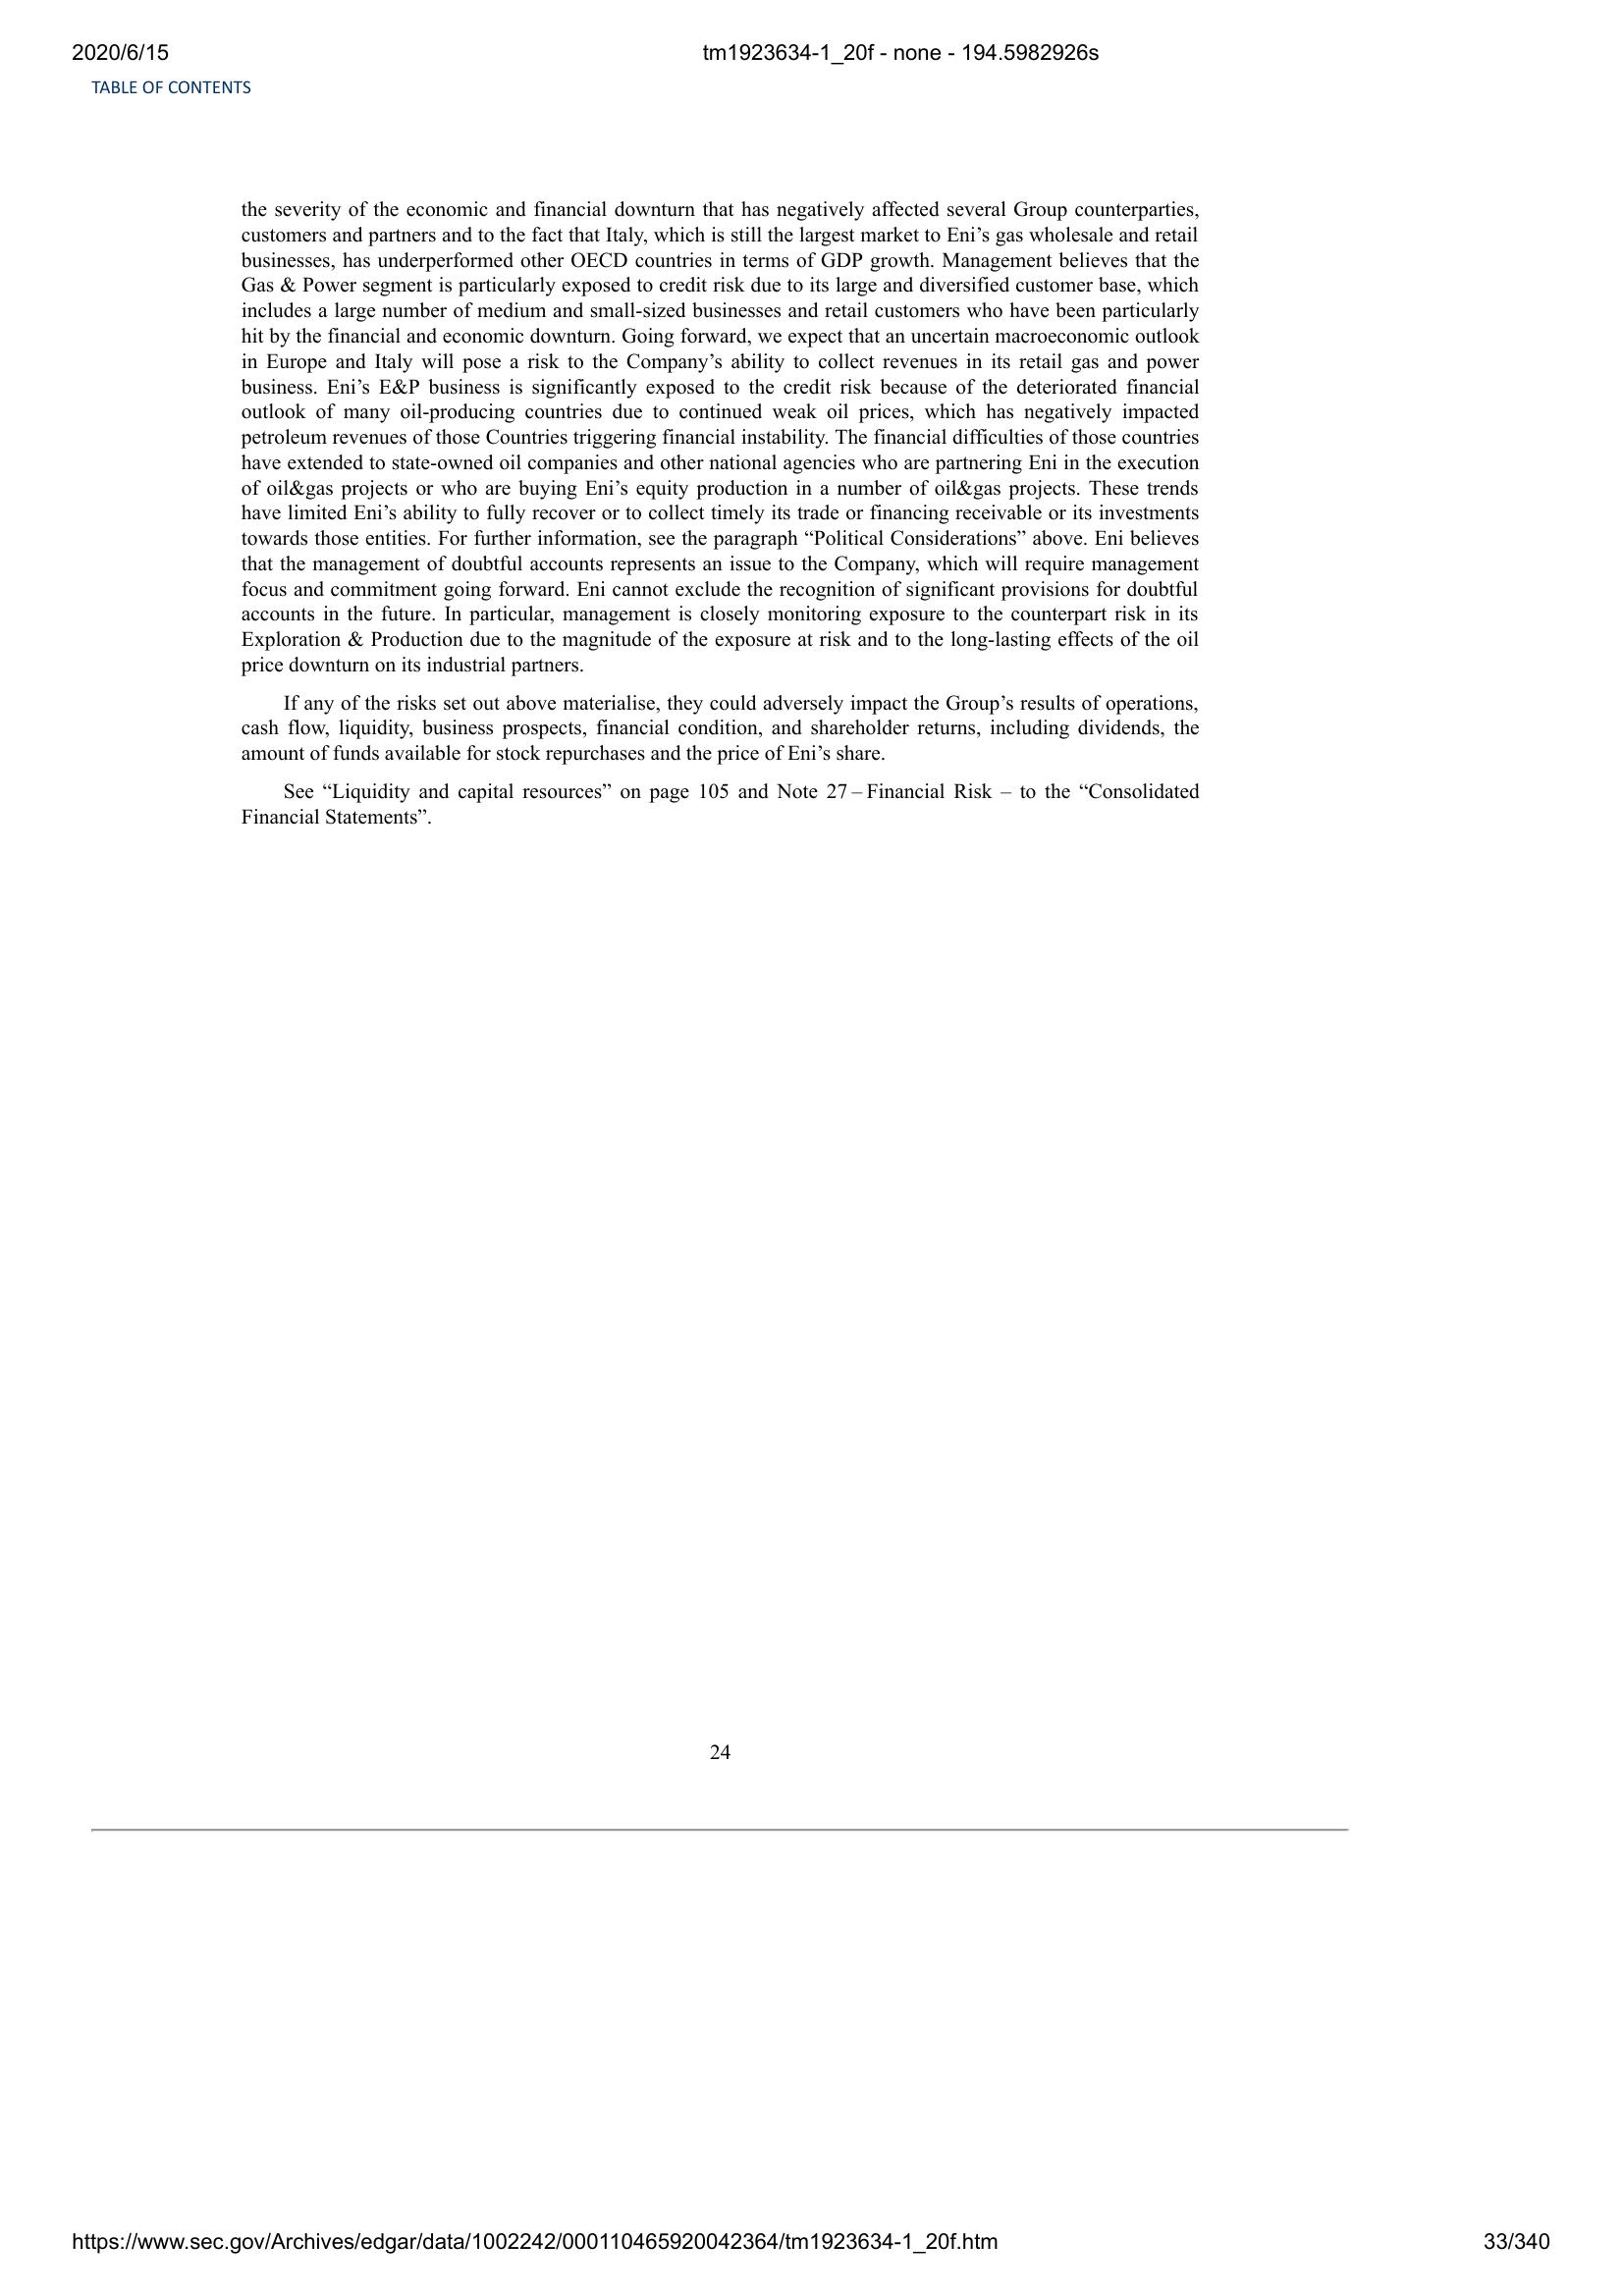 2020/6/15 tm1923634-1_20f - none - 194.5982926s
TABLE OF CONTENTS
the severity of the economic and financial downturn that has negatively affected several Group counterparties,
customers and partners and to the fact that Italy, which is still the largest market to Eni’s gas wholesale and retail
businesses, has underperformed other OECD countries in terms of GDP growth. Management believes that the
Gas & Power segment is particularly exposed to credit risk due to its large and diversified customer base, which
includes a large number of medium and small-sized businesses and retail customers who have been particularly
hit by the financial and economic downturn. Going forward, we expect that an uncertain macroeconomic outlook
in Europe and Italy will pose a risk to the Company’s ability to collect revenues in its retail gas and power
business. Eni’s E&P business is significantly exposed to the credit risk because of the deteriorated financial
outlook of many oil-producing countries due to continued weak oil prices, which has negatively impacted
petroleum revenues of those Countries triggering financial instability. The financial difficulties of those countries
have extended to state-owned oil companies and other national agencies who are partnering Eni in the execution
of oil&gas projects or who are buying Eni’s equity production in a number of oil&gas projects. These trends
have limited Eni’s ability to fully recover or to collect timely its trade or financing receivable or its investments
towards those entities. For further information, see the paragraph “Political Considerations” above. Eni believes
that the management of doubtful accounts represents an issue to the Company, which will require management
focus and commitment going forward. Eni cannot exclude the recognition of significant provisions for doubtful
accounts in the future. In particular, management is closely monitoring exposure to the counterpart risk in its
Exploration & Production due to the magnitude of the exposure at risk and to the long-lasting effects of the oil
price downturn on its industrial partners.
If any of the risks set out above materialise, they could adversely impact the Group’s results of operations,
cash flow, liquidity, business prospects, financial condition, and shareholder returns, including dividends, the
amount of funds available for stock repurchases and the price of Eni’s share.
See “Liquidity and capital resources” on page 105 and Note 27 – Financial Risk – to the “Consolidated
Financial Statements”.
24
https://www.sec.gov/Archives/edgar/data/1002242/000110465920042364/tm1923634-1_20f.htm 33/340